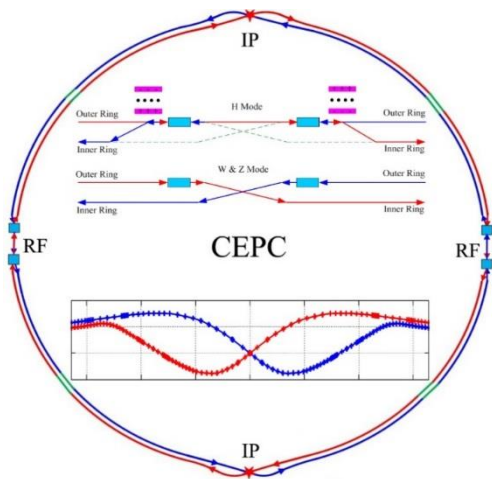 IP
H Mode
Outer Ring
Outer Ring
Inner Ring
Inner Ring
W & Z Mode
Outer Ring
Outer Ring
Inner Ring
Inner Ring
RF
CEPC
RF
IP